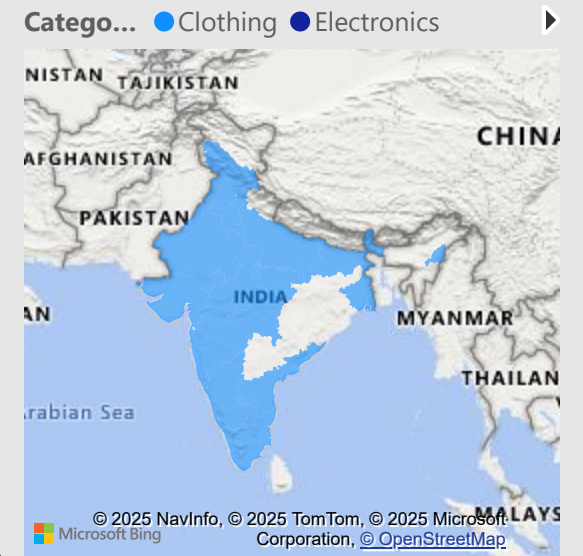 Catego... Clothing Electronics
NISTAN
TAJIKISTAN
CHINA
AFGHANISTAN
PAKISTAN
INDIA
AN
MYANMAR
THAILAN
rabian Sea
MALAYS
© 2025 NavInfo, © 2025 TomTom, © 2025 Microsoft
Microsoft Bing
Corporation, © OpenStreetMap